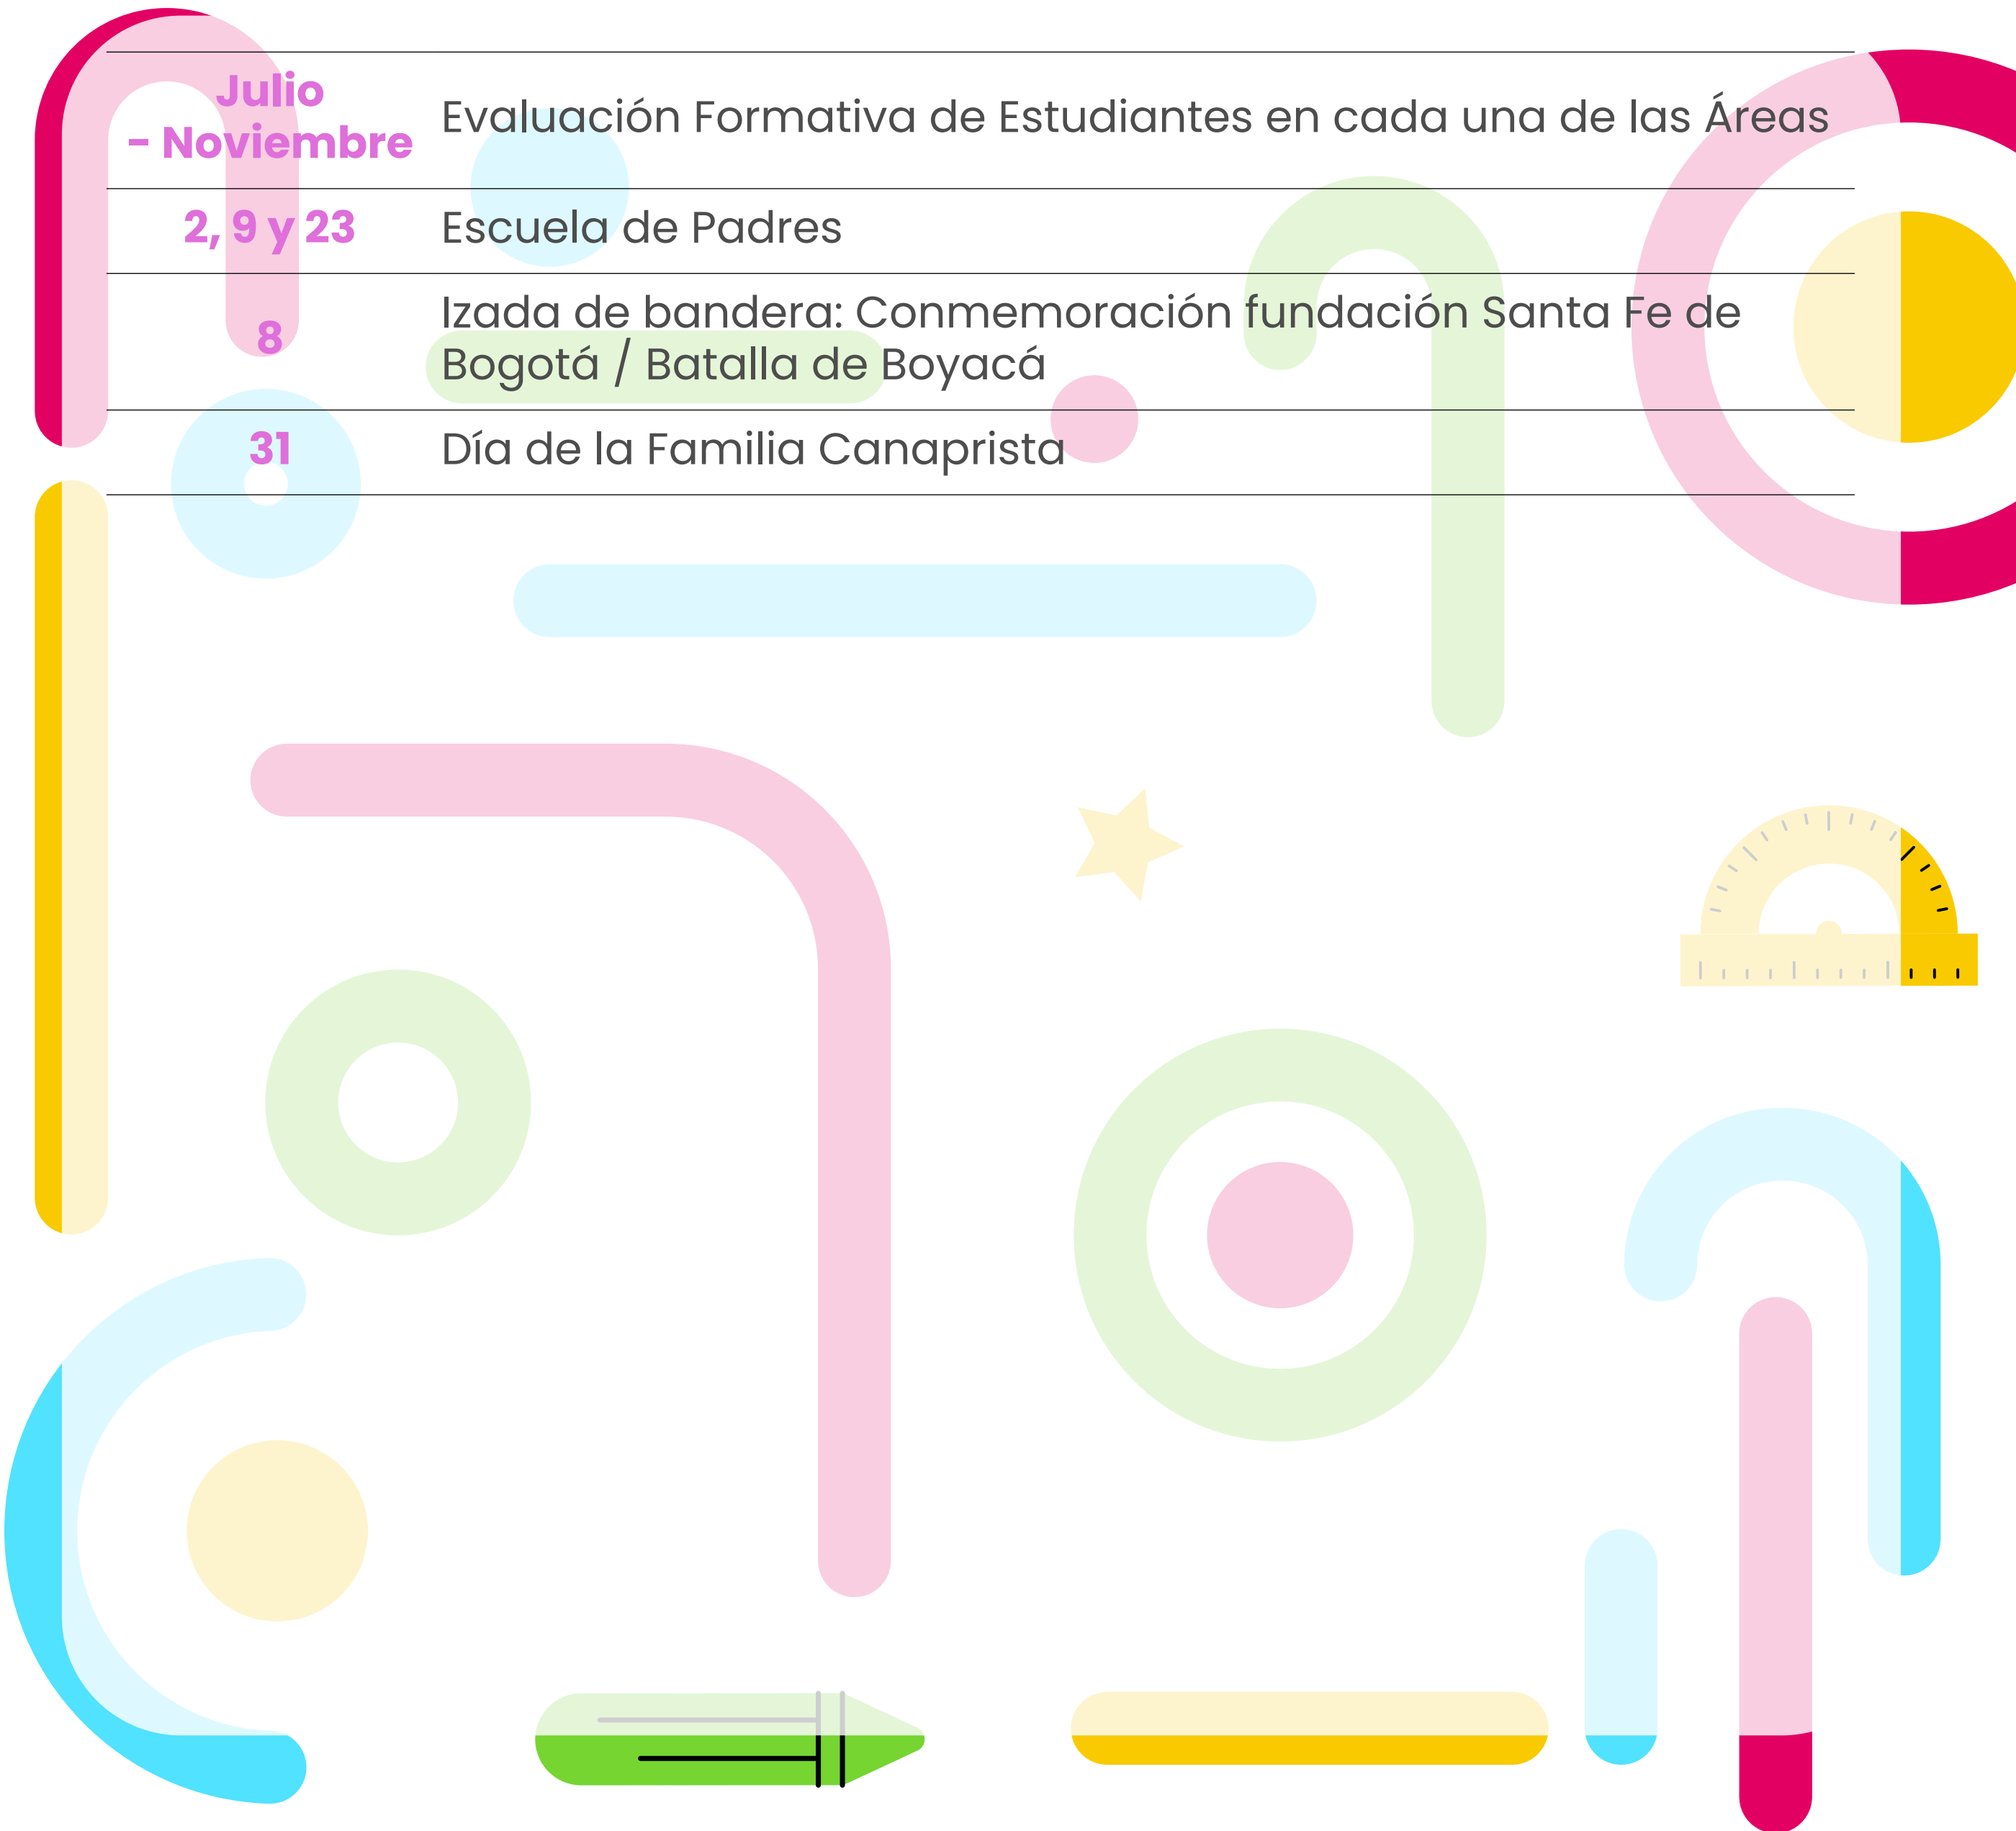 Julio
- Noviembre
Evaluación Formativa de Estudiantes en cada una de las Áreas
2, 9 y 23
Escuela de Padres
8
Izada de bandera: Conmemoración fundación Santa Fe de
Bogotá / Batalla de Boyacá
31
Día de la Familia Canapista